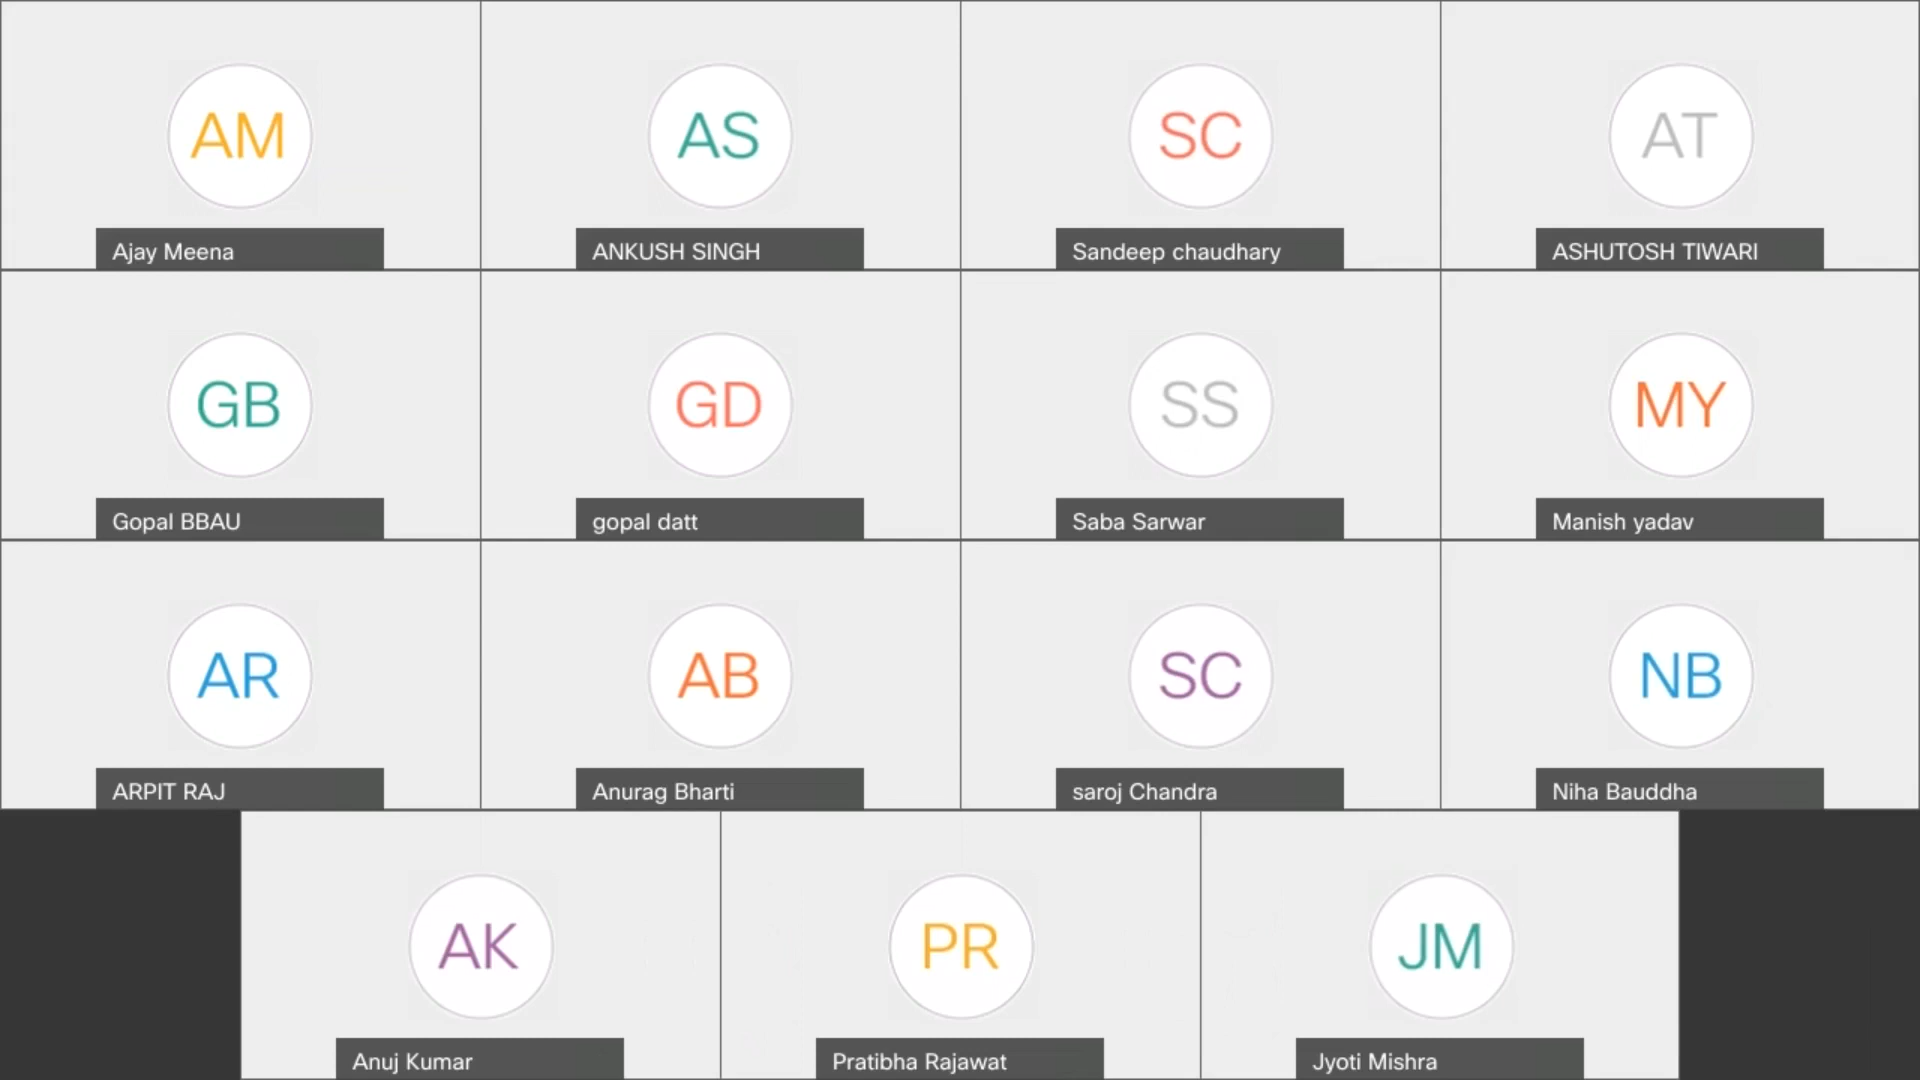 AM
AS
SC
AT
Ajay Meena
ANKUSH SINGH
Sandeep chaudhary
ASHUTOSH TIWARI
GB
GD
SS
MY
Gopal BBAU
gopal datt
Saba Sarwar
Manish yadav
AR
AB
SC
NB
ARPIT RAJ
Anurag Bharti
saroj Chandra
Niha Bauddha
AK
PR
JM
Anuj Kumar
Pratibha Rajawat
Jyoti Mishra